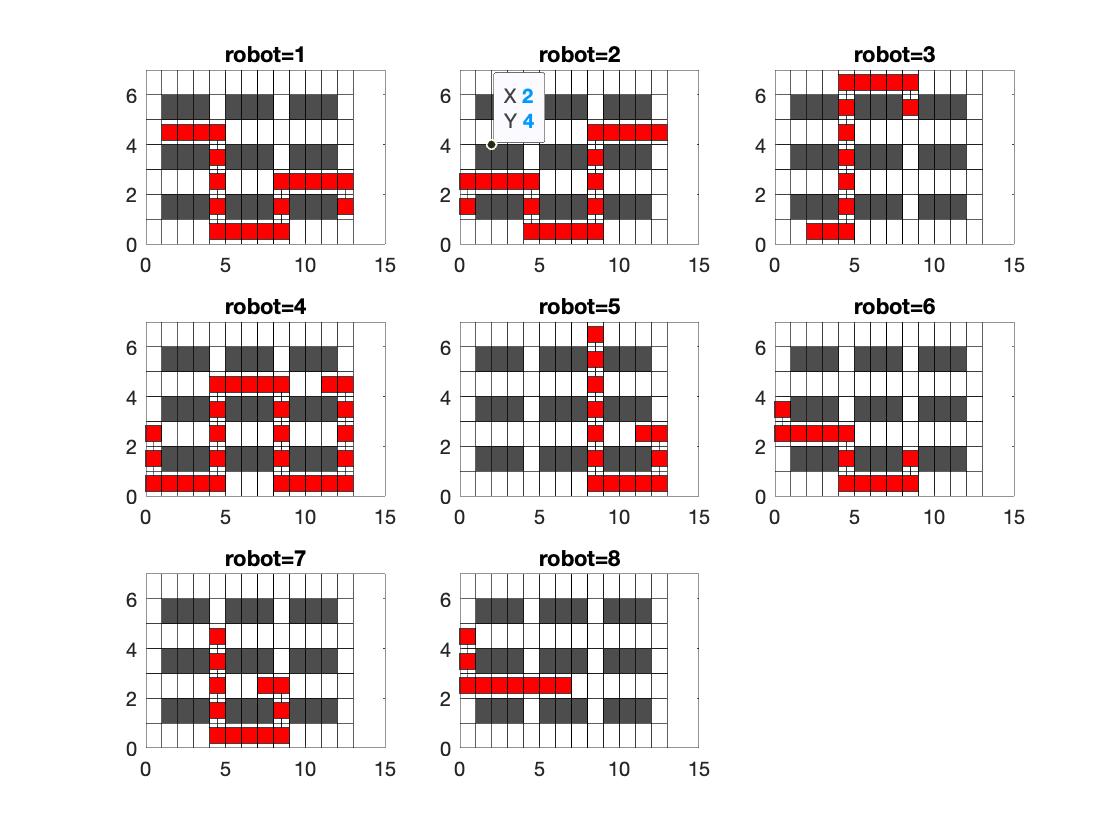 robot=1 robot=2 robot=3
X 2
Y 4
6 6 6
4 4 4
2 2 2
0 0 0
0 5 10 15 0 5 10 15 0 5 10 15
robot=4 robot=5 robot=6
6 6 6
4 4 4
2 2 2
0 0 0
0 5 10 15 0 5 10 15 0 5 10 15
robot=7 robot=8
6 6
4 4
2 2
0 0
0 5 10 15 0 5 10 15